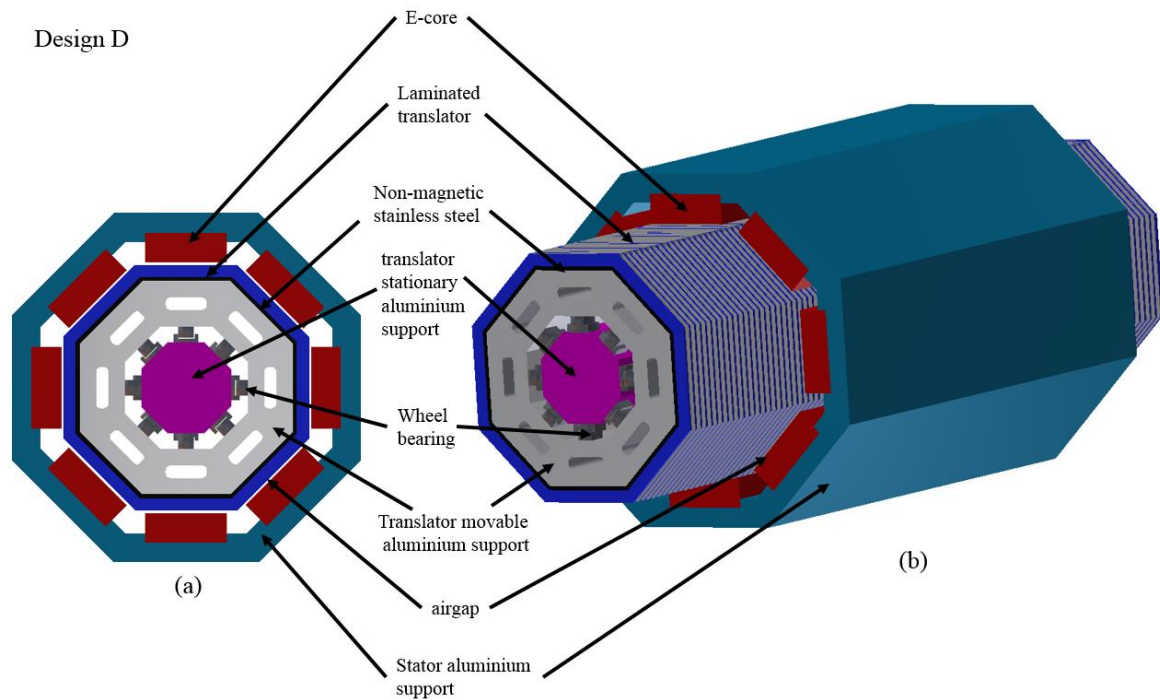 Design D
E-core
Laminated
translator
Non-magnetic
stainless steel
translator
stationary
aluminium
support
Wheel
bearing
Translator movable
aluminium support
(a)
(b)
airgap
Stator aluminium
support